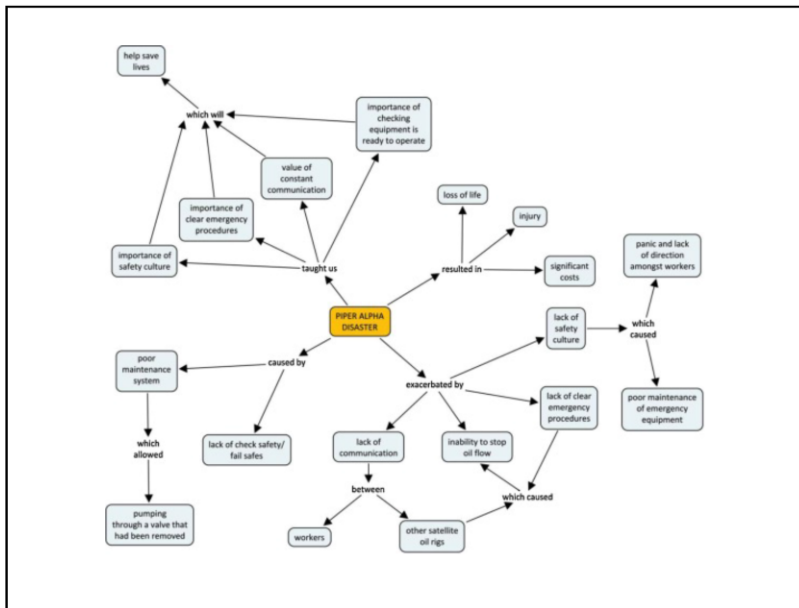 help save
lives
which will
importance of
checking
equipment is
ready to operate
value of
constant
communication
importance of
clear emergency
procedures
importance of
safety culture
taught us
loss of life
injury
resulted in
significant
costs
panic and lack
of direction
amongst workers
PIPER ALPHA
DISASTER
lack of
safety
culture
which
caused
poor
maintenance
system
caused by
exacerbated by
lack of clear
emergency
procedures
poor maintenance
of emergency
equipment
which
allowed
lack of check safety/
fail safes
lack of
communication
inability to stop
oil flow
between
which caused
pumping
through a valve that
had been removed
workers
other satellite
oil rigs